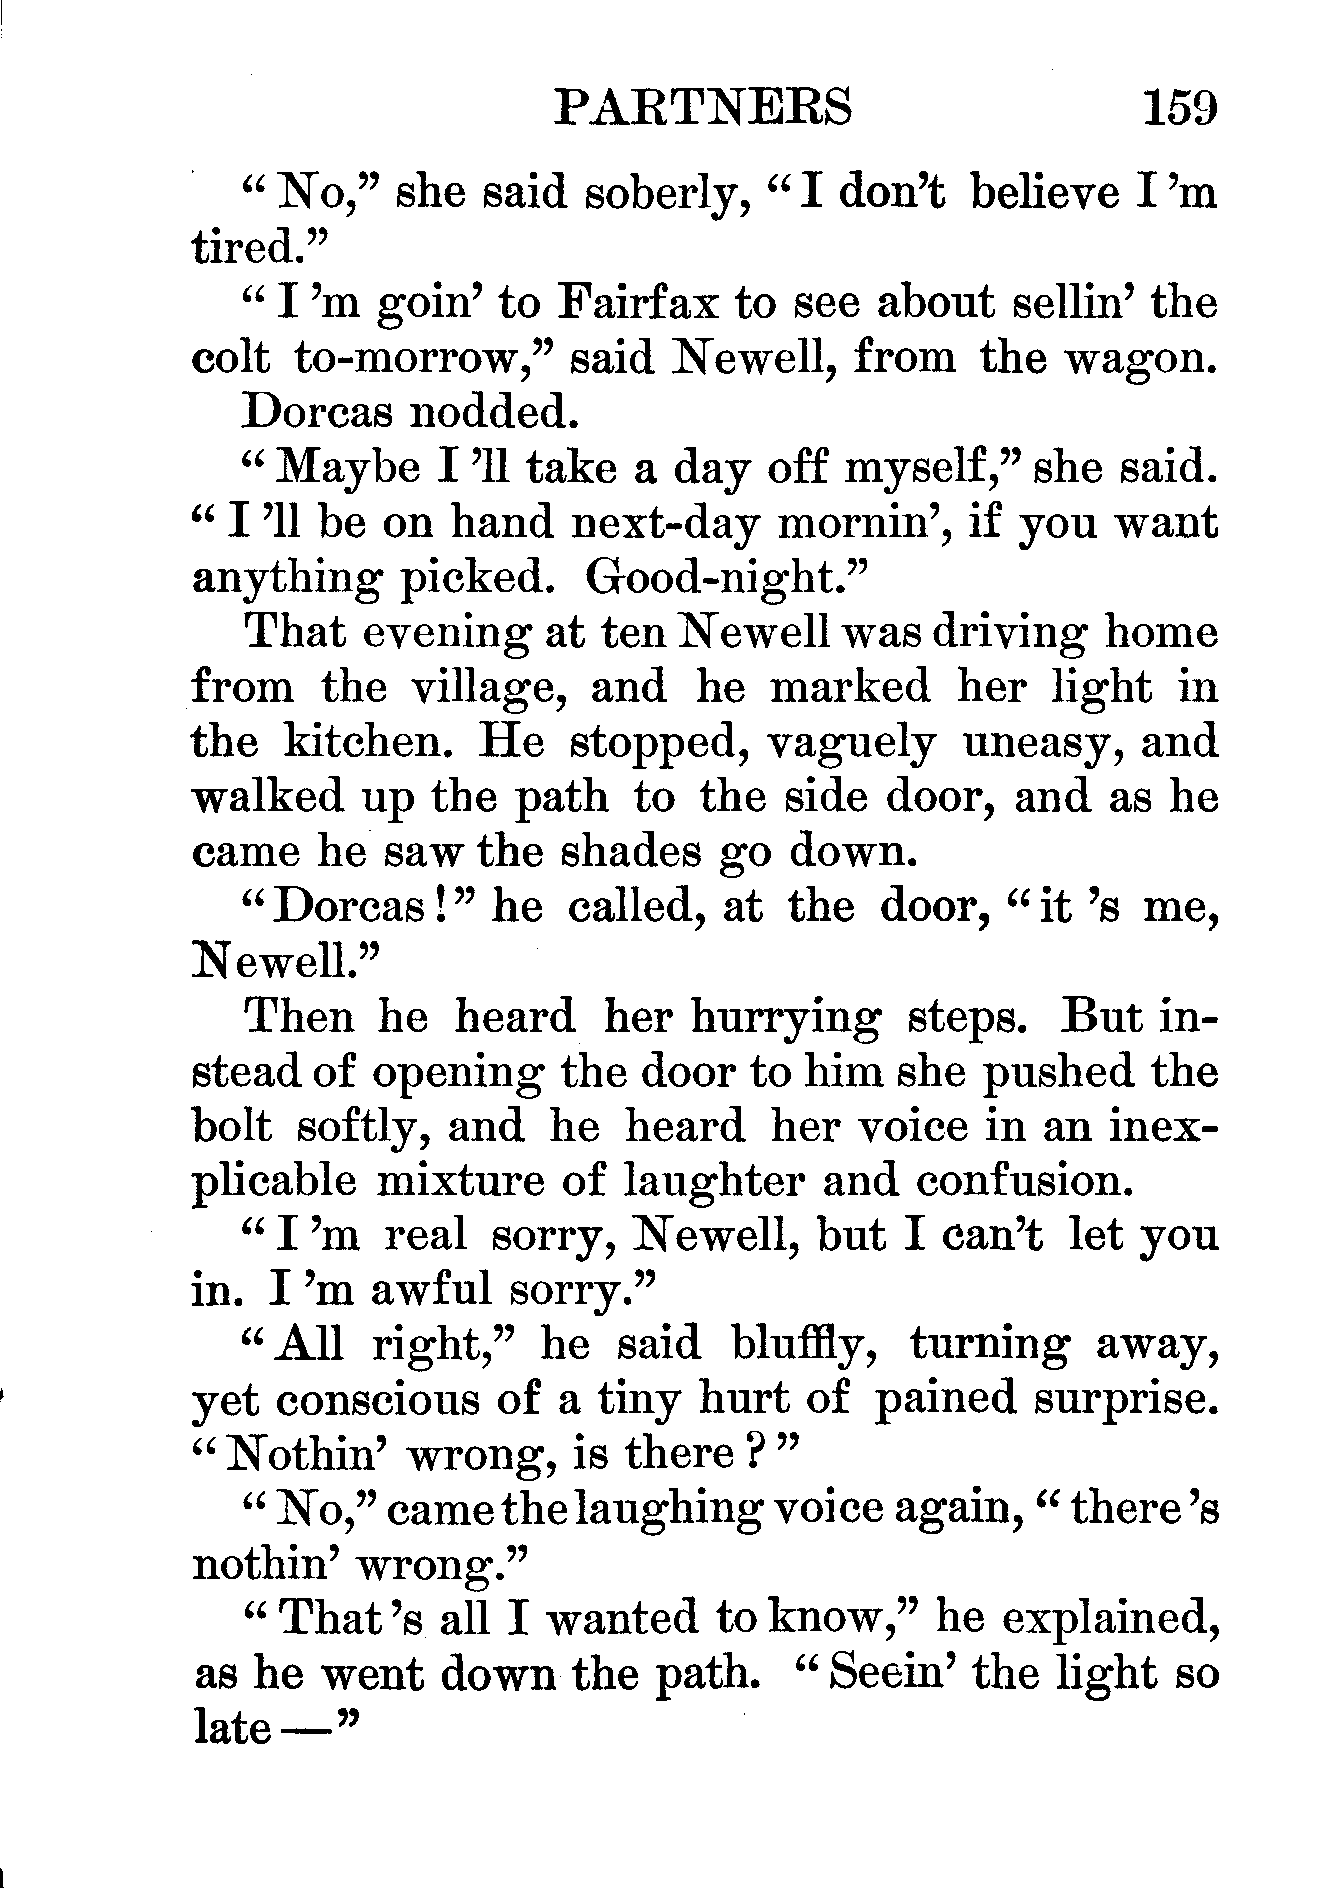 PARTNERS 159
“No,” she said soberly, “I don’t believe I’m
tired.”
“I’m goin’ to Fairfax to see about sellin’ the
colt to-morrow,” said Newell, from the wagon.
Dorcas nodded.
“Maybe I’ll take a day off myself,” she said.
“I’ll be on hand next-day mornin’, if you want
anything picked. Good-night.”
That evening at ten Newell was driving home
from the village, and he marked her light in
the kitchen. He stopped, vaguely uneasy, and
walked up the path to the side door, and as he
came he saw the shades go down.
“Dorcas!” he called, at the door, “it ’s me,
Newell.”
Then he heard her hurrying steps. But in-
stead of opening the door to him she pushed the
bolt softly, and he heard her voice in an inex-
plicable mixture of laughter and confusion.
“I’m real sorry, Newell, but I can’t let you
in. I’m awful sorry.”
“All right,” he said bluffly, turning away,
yet conscious of a tiny hurt of pained surprise.
“Nothin’ wrong, is there?”
“No,” came the laughing voice again, “there’s
nothin’ wrong.”
“That’s all I wanted to know,” he explained,
as he went down the path. “Seein’ the light so
late—”